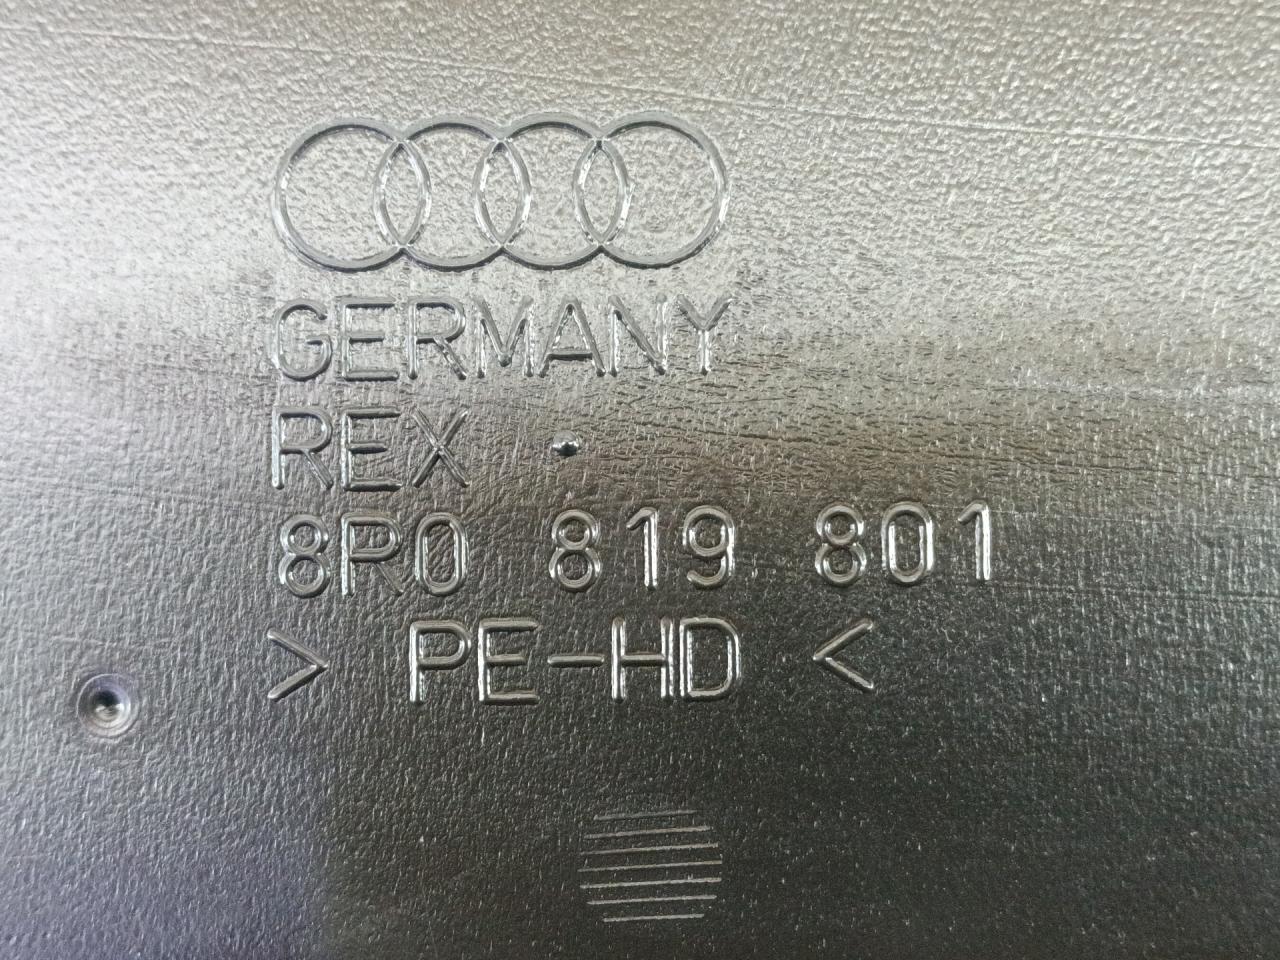 GERMANY
REX
8R0 819 801
> PE-HD <